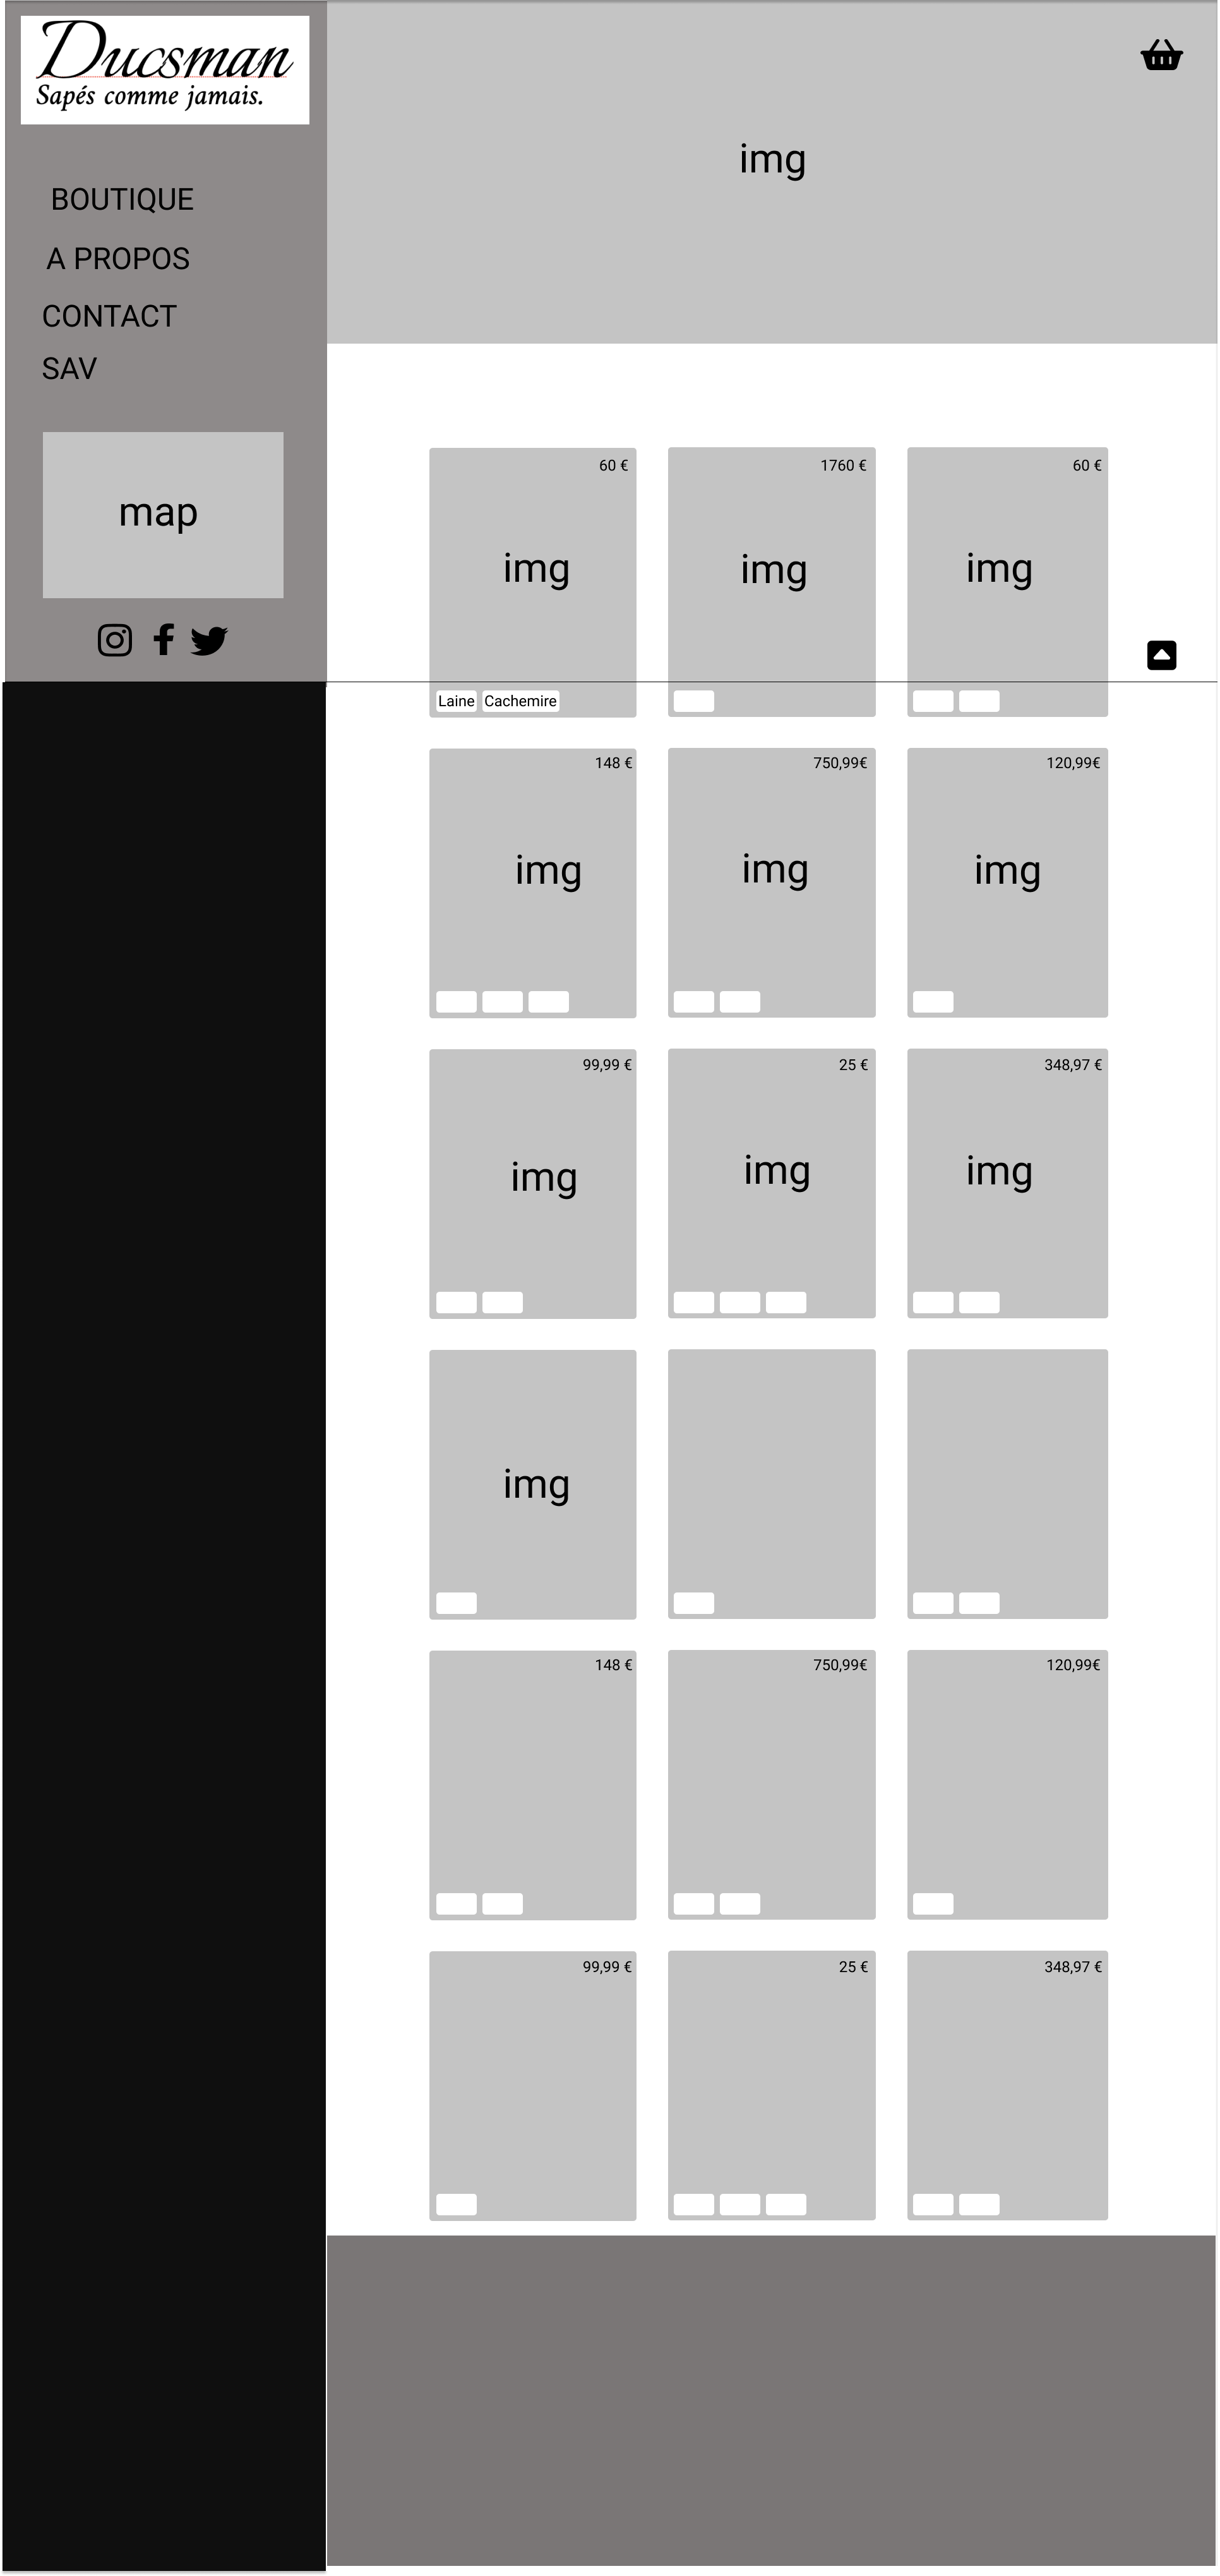 Ducsman
Sapés comme jamais.
BOUTIQUE
A PROPOS
CONTACT
SAV
map
img
60 €
img
Laine Cachemire
1760 €
img
60 €
img
148 €
img
750,99€
img
120,99€
img
99,99 €
img
25 €
img
348,97 €
img
img
148 €
750,99€
120,99€
99,99 €
25 €
348,97 €